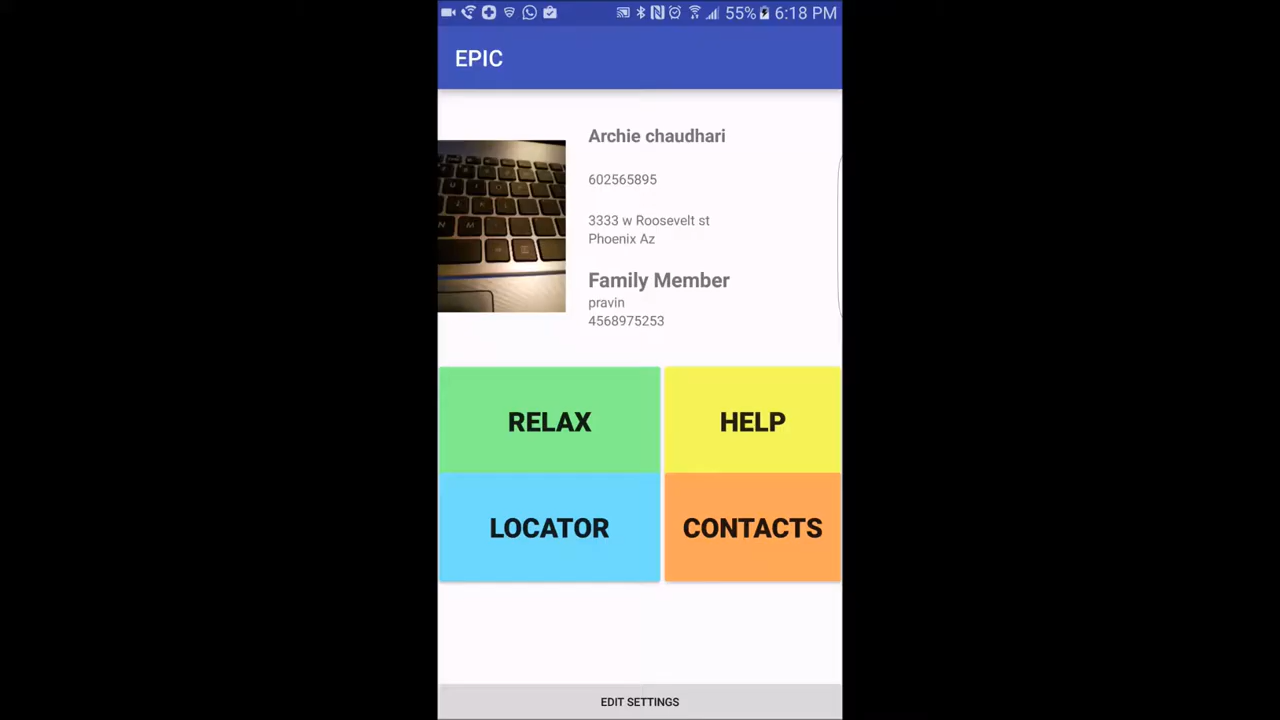 55% 6:18 PM
EPIC
Archie chaudhari
602565895
3333 w Roosevelt st
Phoenix Az
Family Member
pravin
4568975253
RELAX
HELP
LOCATOR
CONTACTS
EDIT SETTINGS